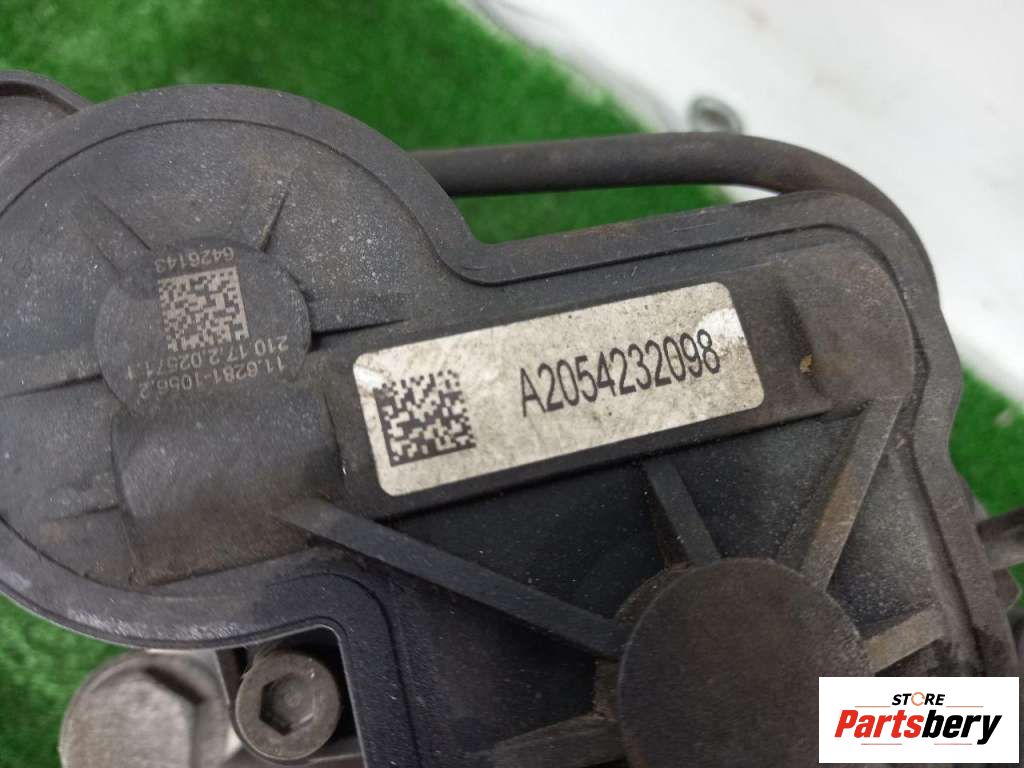 6426143
11.6281-1056.2
210 17 2.02571.1
A2054232098
STORE
Partsbery